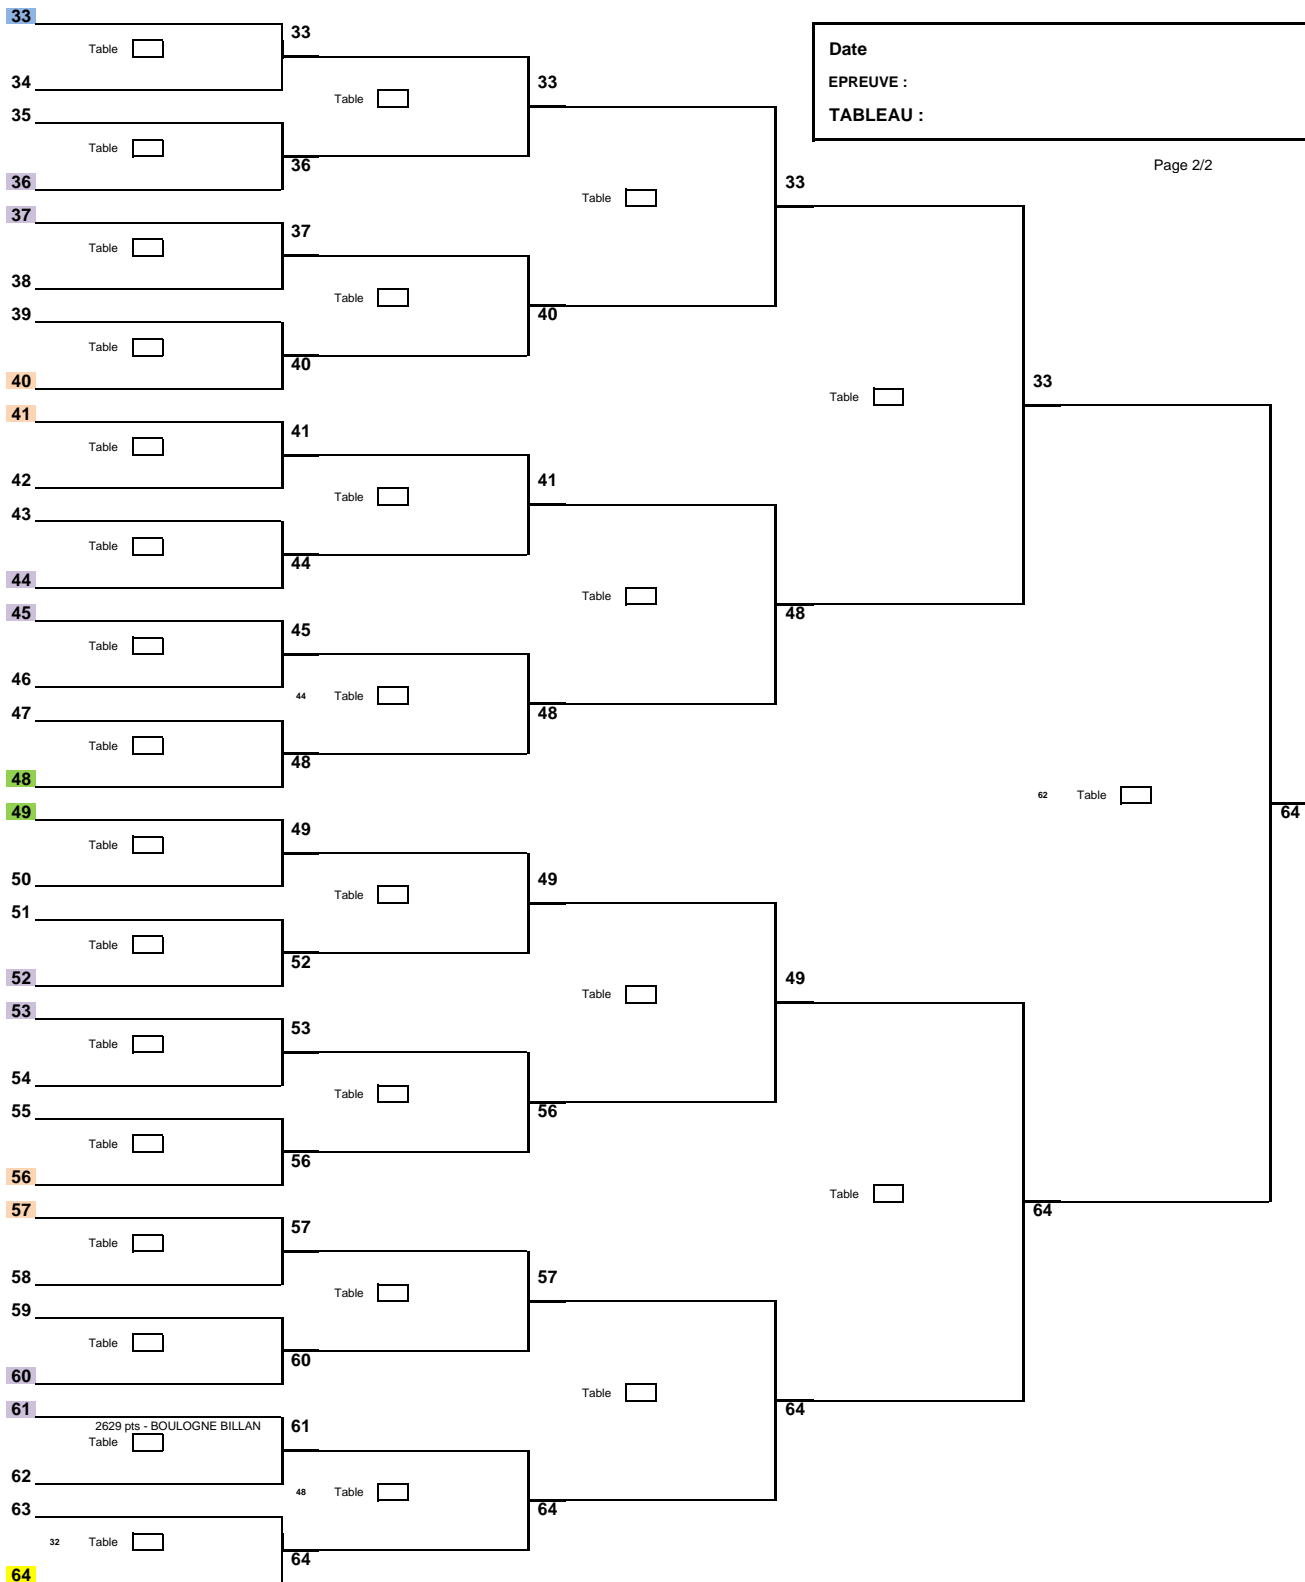 33
33
Table
Date
34
33
EPREUVE :
Table
35
TABLEAU :
Table
36
Page 2/2
36
33
Table
37
37
Table
38
Table
39
40
Table
40
40
33
Table
41
41
Table
42
41
Table
43
Table
44
44
Table
45
48
45
Table
46
44 Table
47
48
Table
48
48
62 Table
49
64
49
Table
50
49
Table
51
Table
52
52
49
Table
53
53
Table
54
Table
55
56
Table
56
56
Table
57
64
57
Table
58
57
Table
59
Table
60
60
Table
61
64
2629 pts - BOULOGNE BILLAN
61
Table
62
48 Table
63
64
32 Table
64
64